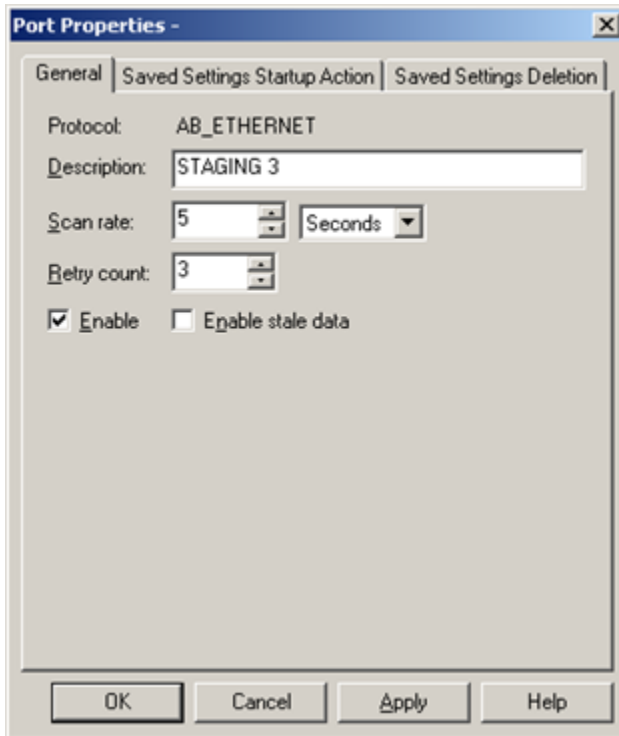 Port Properties -
General Saved Settings Startup Action Saved Settings Deletion
Protocol: AB_ETHERNET
Description: STAGING 3
Scan rate: 5 Seconds
Retry count: 3
Enable Enable stale data
OK Cancel Apply Help